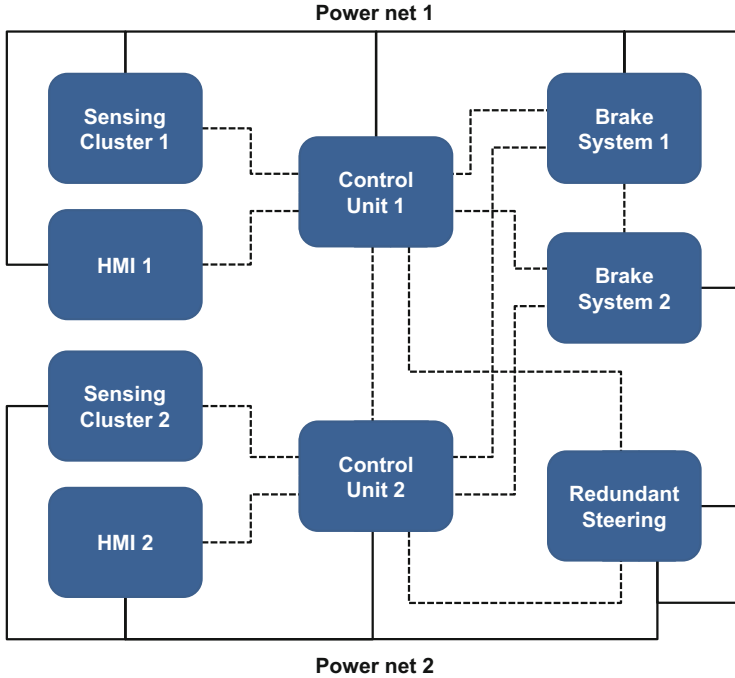 Power net 1
Sensing
Cluster 1
Control
Unit 1
Brake
System 1
HMI 1
Brake
System 2
Sensing
Cluster 2
Control
Unit 2
Redundant
Steering
HMI 2
Power net 2